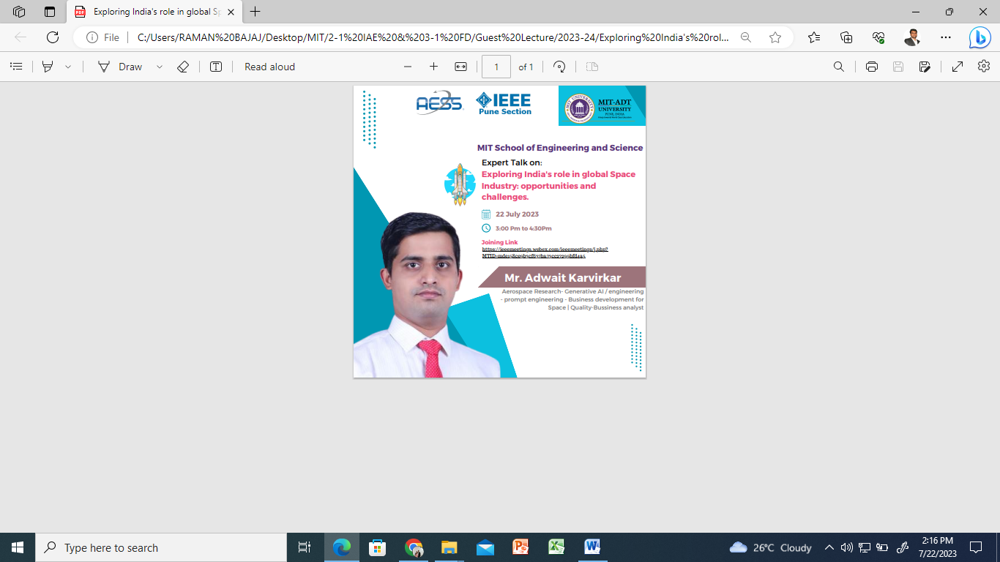 Exploring India's role in global Sp
File
C:/Users/RAMAN%20BAJAJ/Desktop/MIT/2-1%20IAE%20&%203-1%20FD/Guest%20Lecture/2023-24/Exploring%20India's%20rol...
Draw
Read aloud
1
of 1
AESS
IEEE
Pune Section
MIT-ADT
UNIVERSITY
PUNE, INDIA
MIT School of Engineering and Science
Expert Talk on:
Exploring India's role in global Space
Industry: opportunities and
challenges.
22 July 2023
3:00 Pm to 4:30Pm
Joining Link
https://ieeemeetings.webex.com/ieeemeetings/j.php?
Mr. Adwait Karvirkar
Aerospace Research- Generative AI / engineering
- prompt engineering - Business development for
Space | Quality-Bussiness analyst
Type here to search
26°C Cloudy
2:16 PM
7/22/2023